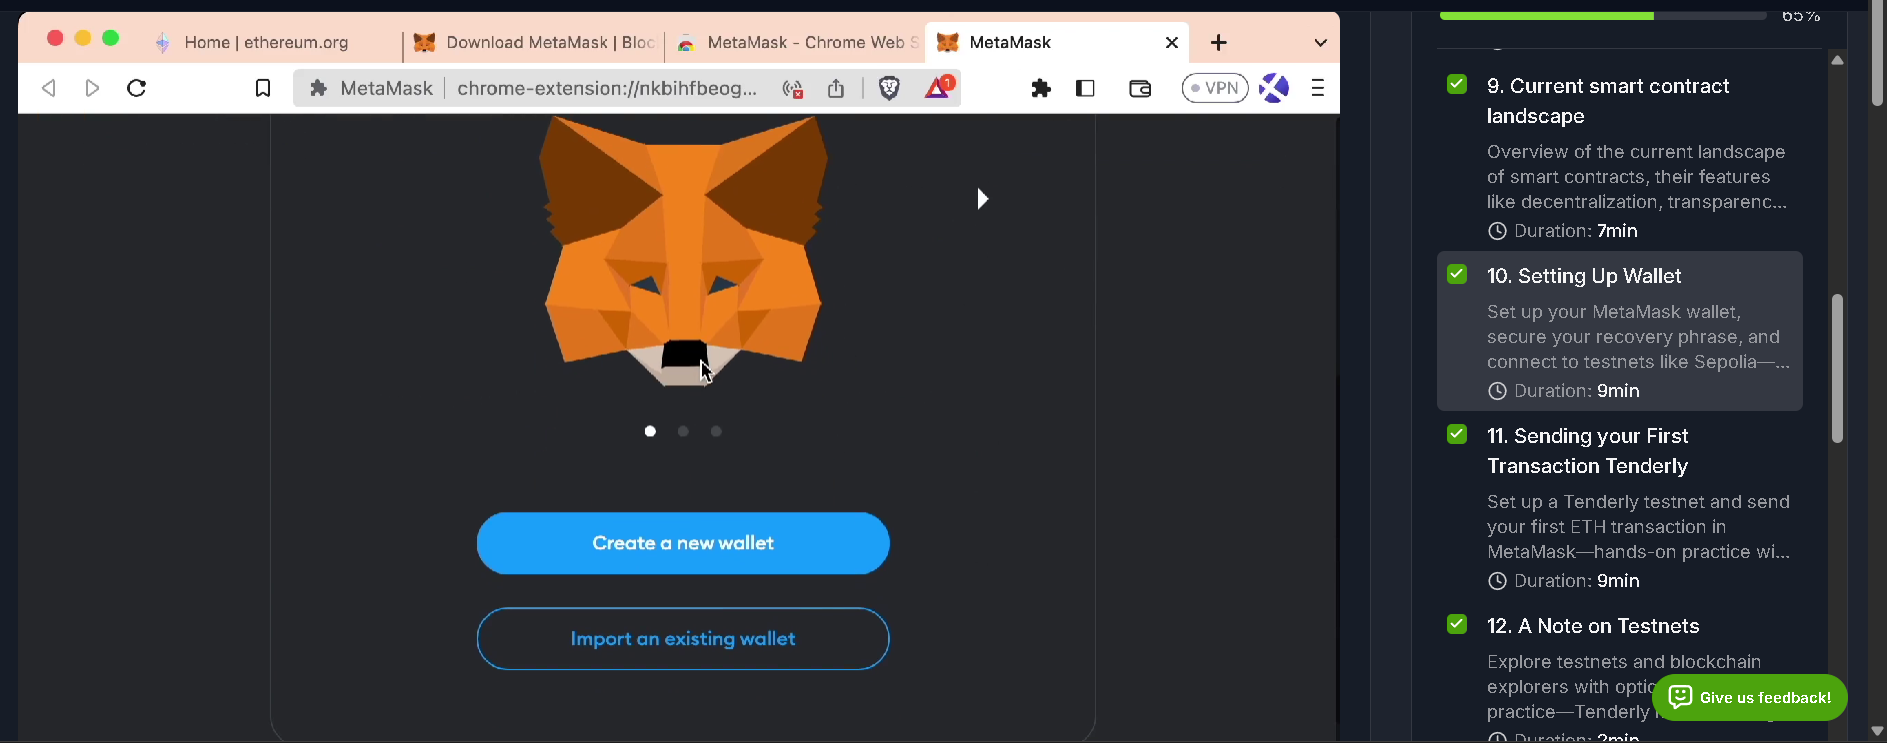 Home | ethereum.org
Download MetaMask | Bloc
MetaMask - Chrome Web S
MetaMask
MetaMask
chrome-extension://nkbihfbeog...
1
VPN
Create a new wallet
Import an existing wallet
65%
9. Current smart contract
landscape
Overview of the current landscape
of smart contracts, their features
like decentralization, transparenc...
Duration: 7min
10. Setting Up Wallet
Set up your MetaMask wallet,
secure your recovery phrase, and
connect to testnets like Sepolia—...
Duration: 9min
11. Sending your First
Transaction Tenderly
Set up a Tenderly testnet and send
your first ETH transaction in
MetaMask—hands-on practice wi...
Duration: 9min
12. A Note on Testnets
Explore testnets and blockchain
explorers with optic
practice—Tenderly
Duration: 2min
Give us feedback!